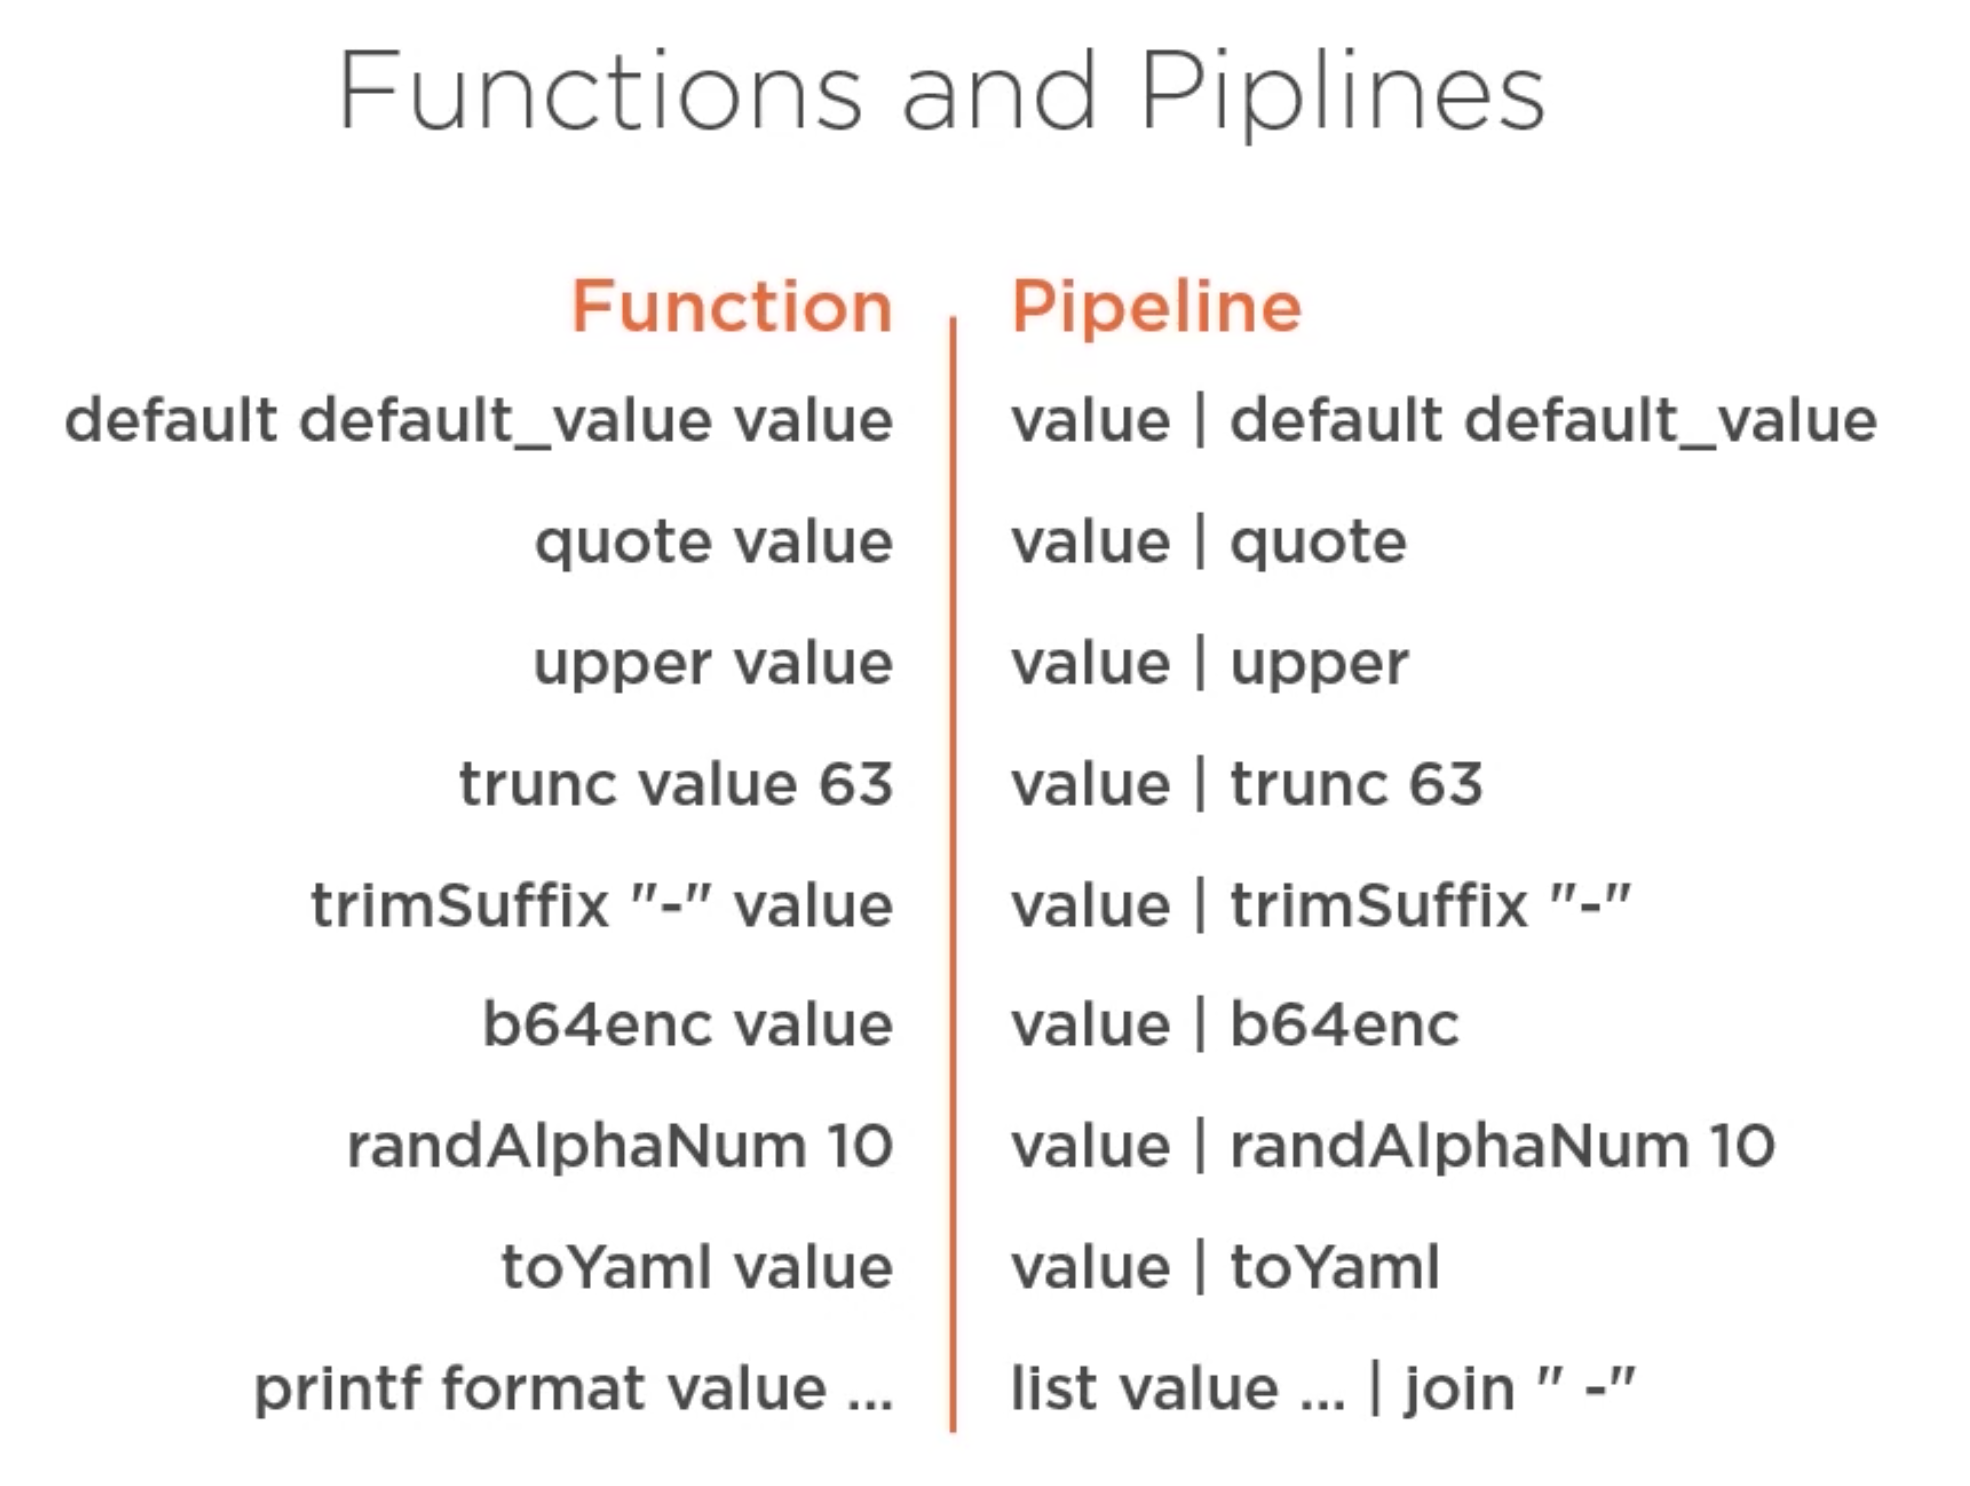 Functions and Piplines
Function | Pipeline
default default_value value | value | default default_value
quote value | value | quote
upper value | value | upper
trunc value 63 | value | trunc 63
trimSuffix "-" value | value | trimSuffix "-"
b64enc value | value | b64enc
randAlphaNum 10 | value | randAlphaNum 10
toYaml value | value | toYaml
printf format value ... | list value ... | join " -"